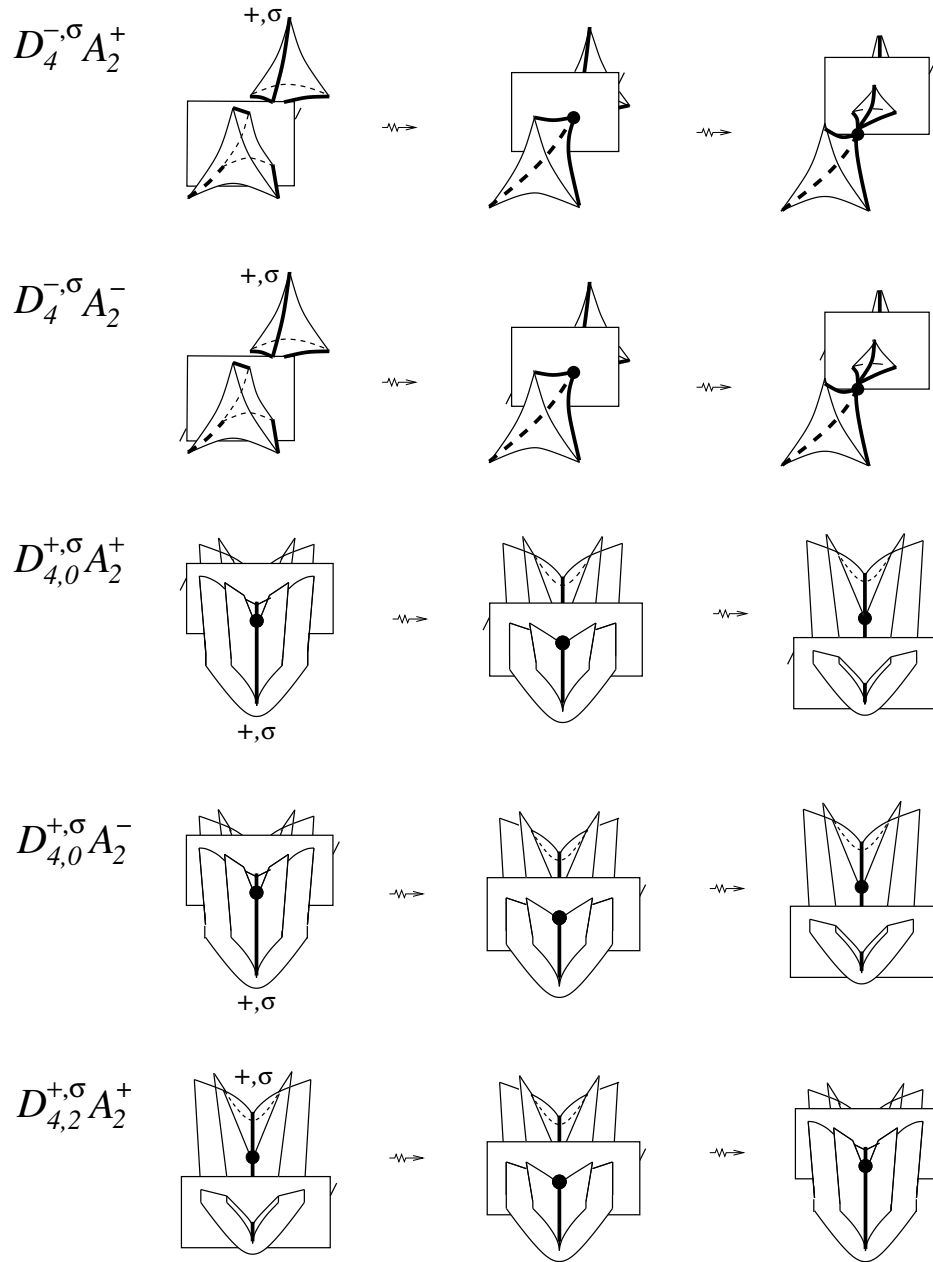 D_4^{-,σ}A_2^+
+,σ
D_4^{-,σ}A_2^-
+,σ
D_{4,0}^{+,σ}A_2^+
+,σ
D_{4,0}^{+,σ}A_2^-
+,σ
D_{4,2}^{+,σ}A_2^+
+,σ